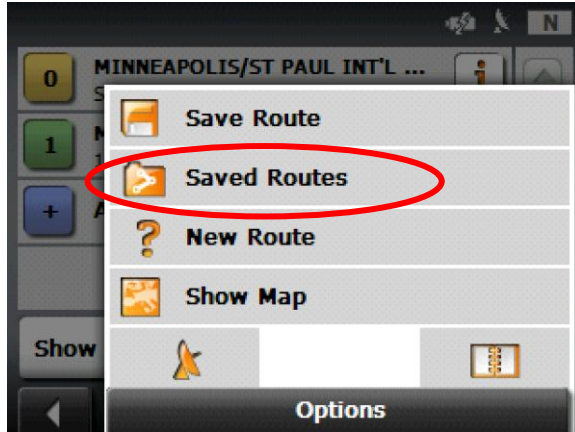 N
0
MINNEAPOLIS/ST PAUL INT'L ...
i
Save Route
1
Saved Routes
+
New Route
Show Map
Show
Options